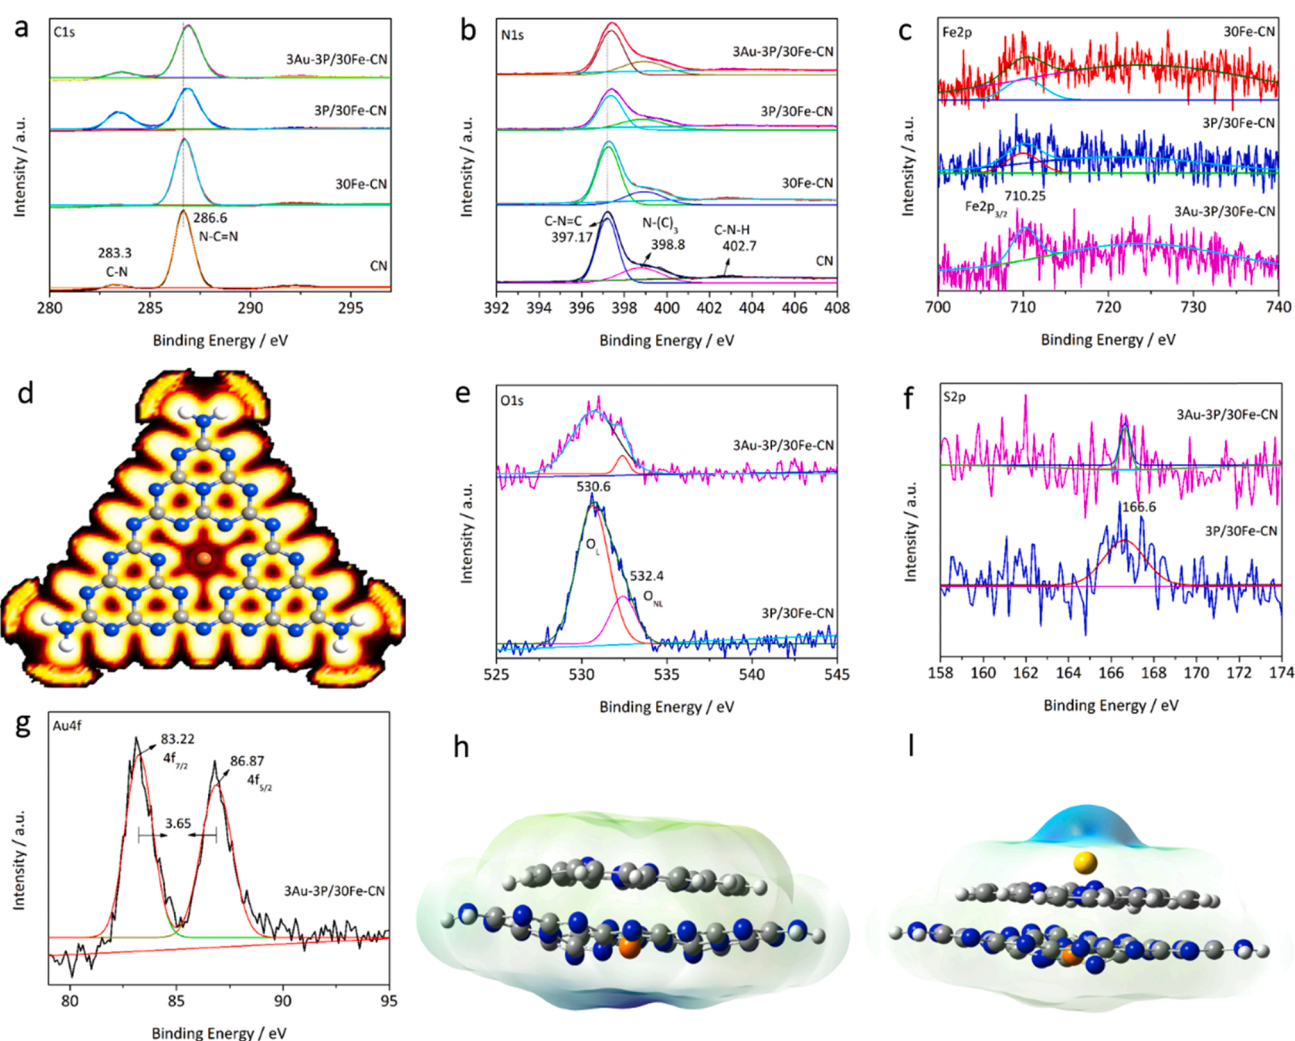 a
C1s
3Au-3P/30Fe-CN
3P/30Fe-CN
30Fe-CN
286.6
N-C=N
283.3
C-N
CN
Intensity / a.u.
280 285 290 295
Binding Energy / eV
b
N1s
3Au-3P/30Fe-CN
3P/30Fe-CN
30Fe-CN
C-N=C
397.17
N-(C)3
398.8
C-N-H
402.7
CN
Intensity / a.u.
392 394 396 398 400 402 404 406 408
Binding Energy / eV
c
Fe2p
30Fe-CN
3P/30Fe-CN
710.25
Fe2p3/2
3Au-3P/30Fe-CN
Intensity / a.u.
700 710 720 730 740
Binding Energy / eV
d
e
O1s
3Au-3P/30Fe-CN
530.6
OL
532.4
ONL
3P/30Fe-CN
Intensity / a.u.
525 530 535 540 545
Binding Energy / eV
f
S2p
3Au-3P/30Fe-CN
166.6
3P/30Fe-CN
Intensity / a.u.
158 160 162 164 166 168 170 172 174
Binding Energy / eV
g
Au4f
83.22
4f7/2
86.87
4f5/2
3.65
3Au-3P/30Fe-CN
Intensity / a.u.
80 85 90 95
Binding Energy / eV
h
l